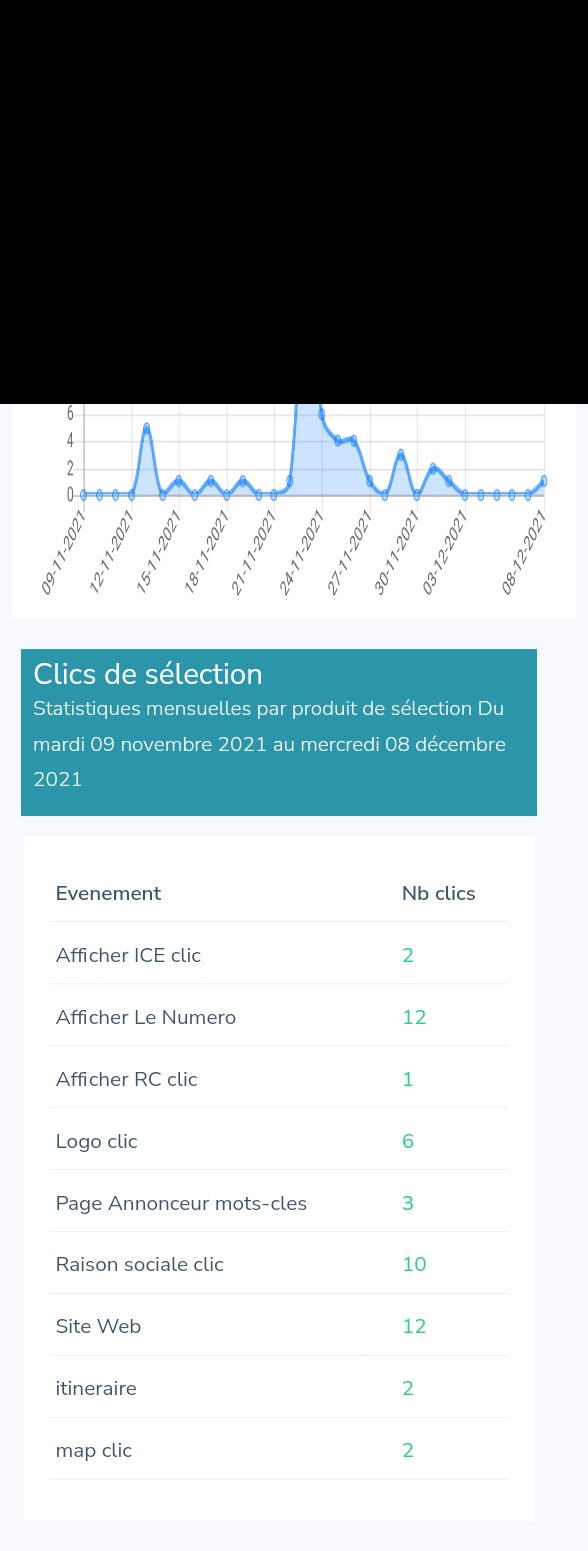 6
4
2
0
09-11-2021
12-11-2021
15-11-2021
18-11-2021
21-11-2021
24-11-2021
27-11-2021
30-11-2021
03-12-2021
08-12-2021
Clics de sélection
Statistiques mensuelles par produit de sélection Du
mardi 09 novembre 2021 au mercredi 08 décembre
2021
Evenement Nb clics
Afficher ICE clic 2
Afficher Le Numero 12
Afficher RC clic 1
Logo clic 6
Page Annonceur mots-cles 3
Raison sociale clic 10
Site Web 12
itineraire 2
map clic 2